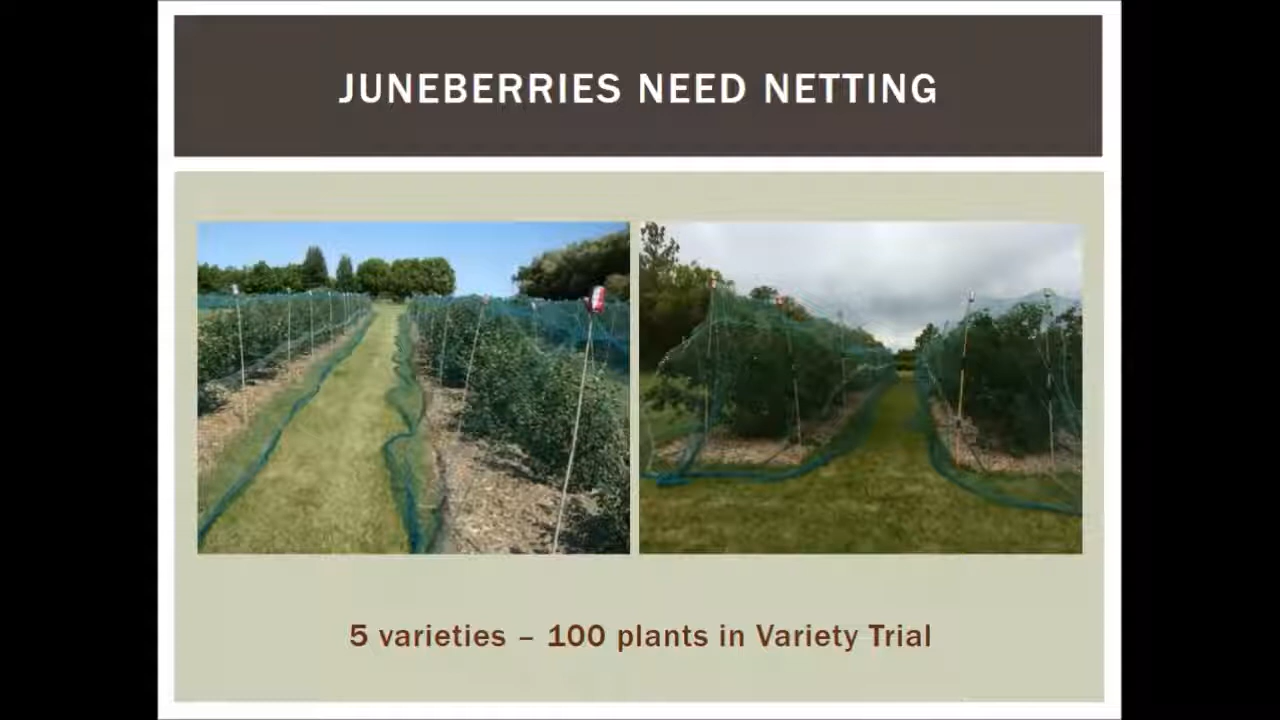 JUNEBERRIES NEED NETTING
5 varieties – 100 plants in Variety Trial